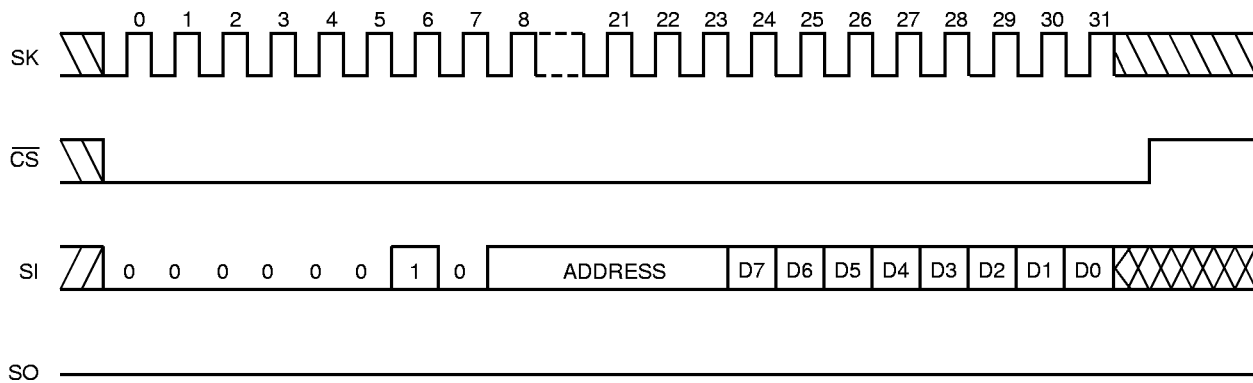 0 1 2 3 4 5 6 7 8 21 22 23 24 25 26 27 28 29 30 31
SK
CS
SI 0 0 0 0 0 0 1 0 ADDRESS D7 D6 D5 D4 D3 D2 D1 D0
SO